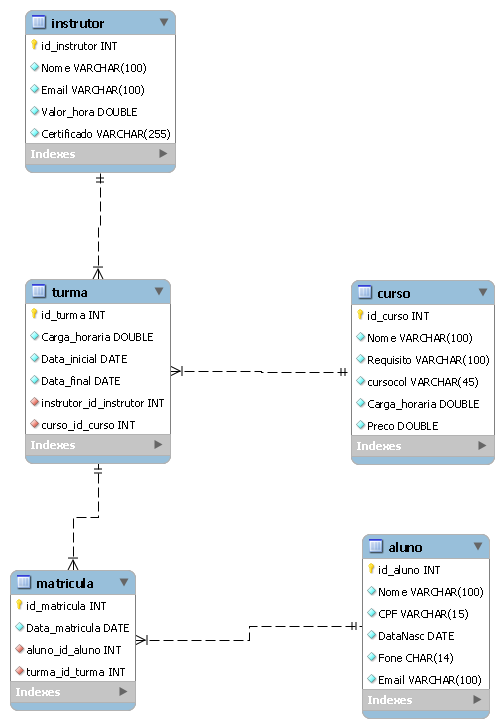 instrutor
id_instrutor INT
Nome VARCHAR(100)
Email VARCHAR(100)
Valor_hora DOUBLE
Certificado VARCHAR(255)
Indexes
turma
id_turma INT
Carga_horaria DOUBLE
Data_inicial DATE
Data_final DATE
instrutor_id_instrutor INT
curso_id_curso INT
Indexes
curso
id_curso INT
Nome VARCHAR(100)
Requisito VARCHAR(100)
cursocol VARCHAR(45)
Carga_horaria DOUBLE
Preco DOUBLE
Indexes
matricula
id_matricula INT
Data_matricula DATE
aluno_id_aluno INT
turma_id_turma INT
Indexes
aluno
id_aluno INT
Nome VARCHAR(100)
CPF VARCHAR(15)
DataNasc DATE
Fone CHAR(14)
Email VARCHAR(100)
Indexes